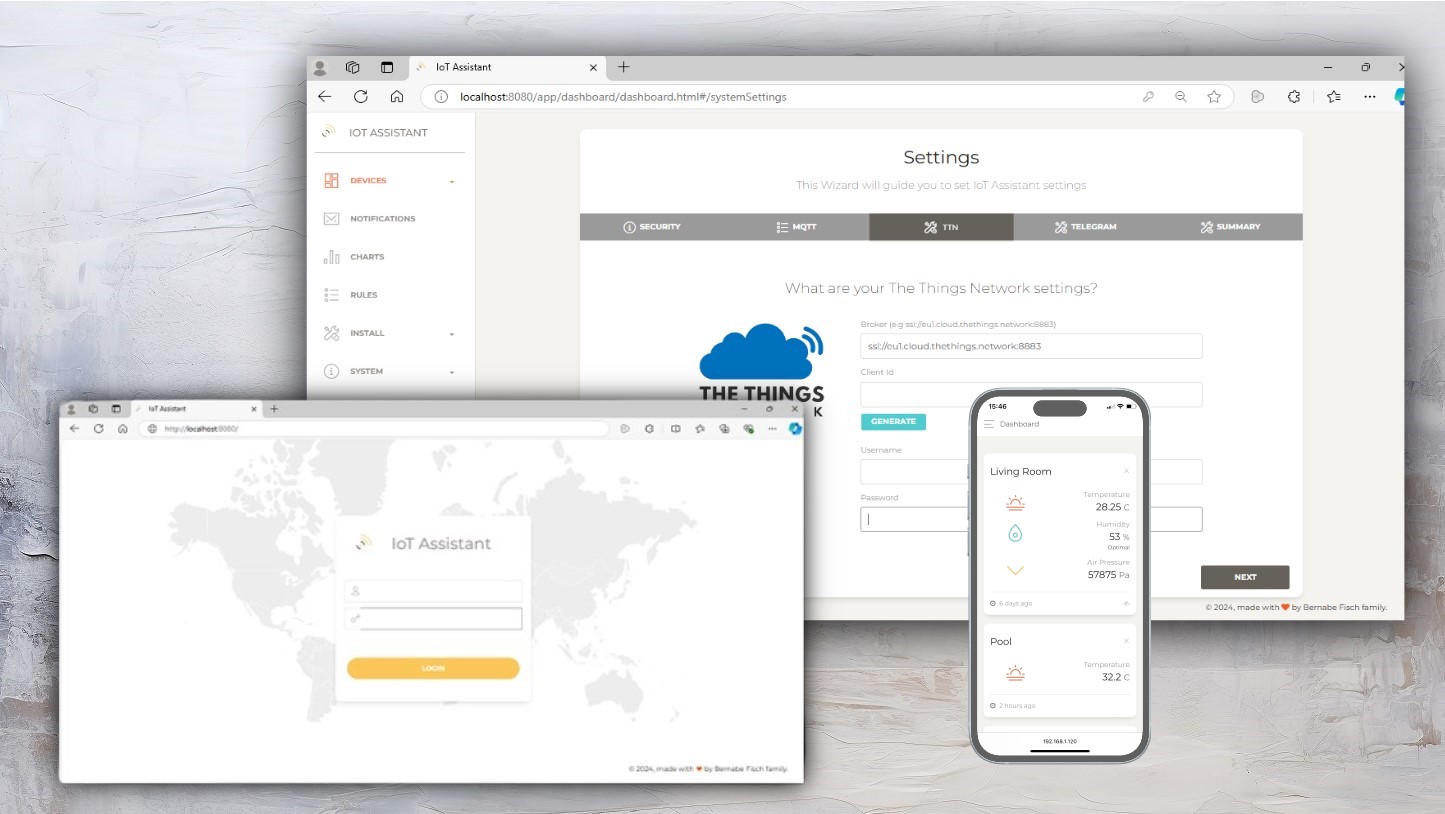 IoT Assistant
localhost:8080/app/dashboard/dashboard.html#/systemSettings
IOT ASSISTANT
DEVICES
NOTIFICATIONS
CHARTS
RULES
INSTALL
SYSTEM
Settings
This Wizard will guide you to set IoT Assistant settings
SECURITY
MQTT
TTN
TELEGRAM
SUMMARY
What are your The Things Network settings?
THE THINGS
K
Broker (e.g ssl://eu1.cloud.thethings.network:8883)
ssl://eu1.cloud.thethings.network:8883
Client Id
GENERATE
Username
Password
NEXT
© 2024, made with by Bernabe Fisch family.
IoT Assistant
http://localhost:8080/
IoT Assistant
LOGIN
© 2024, made with by Bernabe Fisch family.
15:46
Dashboard
Living Room
Temperature
28.25 C
Humidity
53 %
Optimal
Air Pressure
57875 Pa
6 days ago
Pool
Temperature
32.2 C
2 hours ago
192.168.1.120